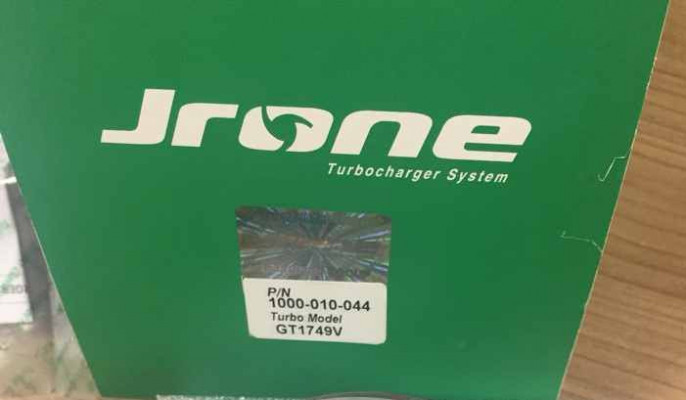 Jrone
Turbocharger System
P/N
1000-010-044
Turbo Model
GT1749V